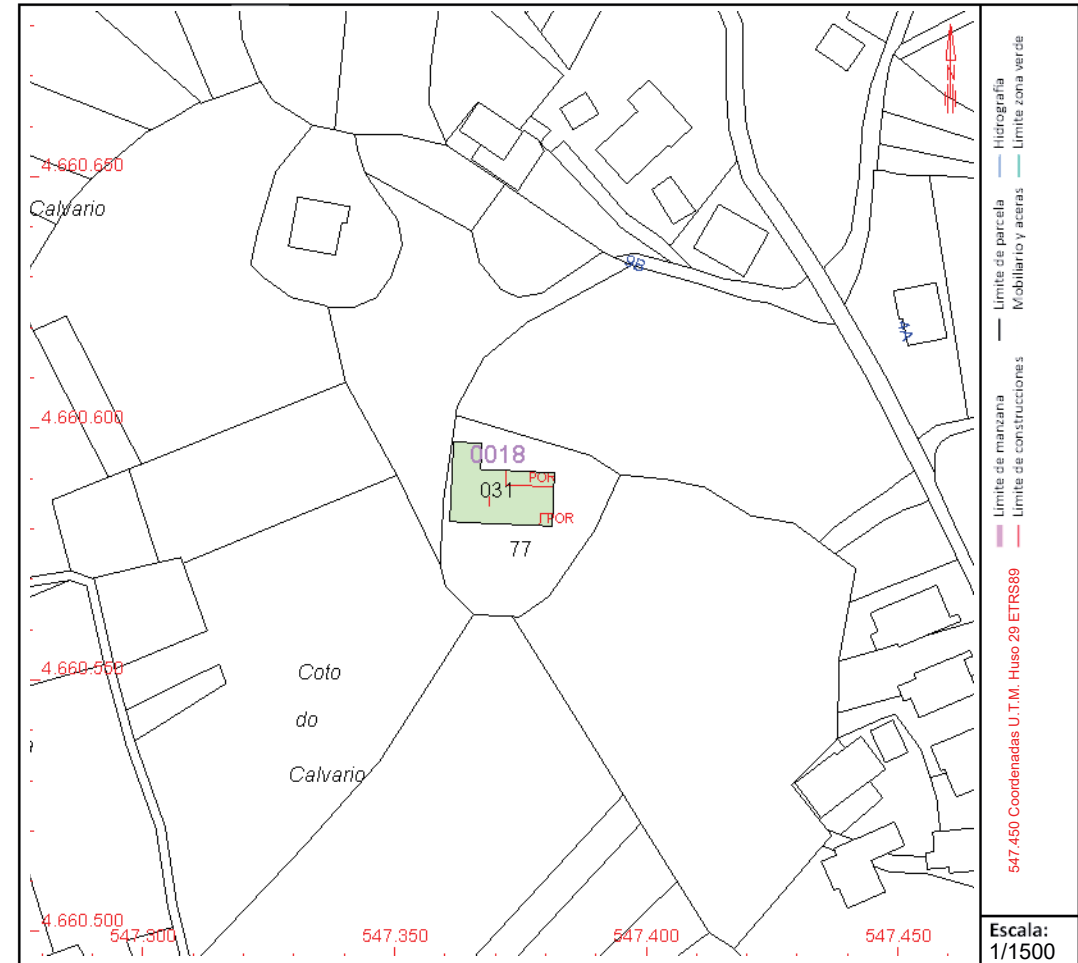 4.660.650
Calvario
9B
4/A
4.660.600
0018
POR
031
POR
77
4.660.550
Coto
do
Calvario
4.660.500
547.300
547.350
547.400
547.450
N
Hidrografía
Límite zona verde
Límite de parcela
Mobiliario y aceras
Límite de manzana
Límite de construcciones
547.450 Coordenadas U.T.M. Huso 29 ETRS89
Escala:
1/1500